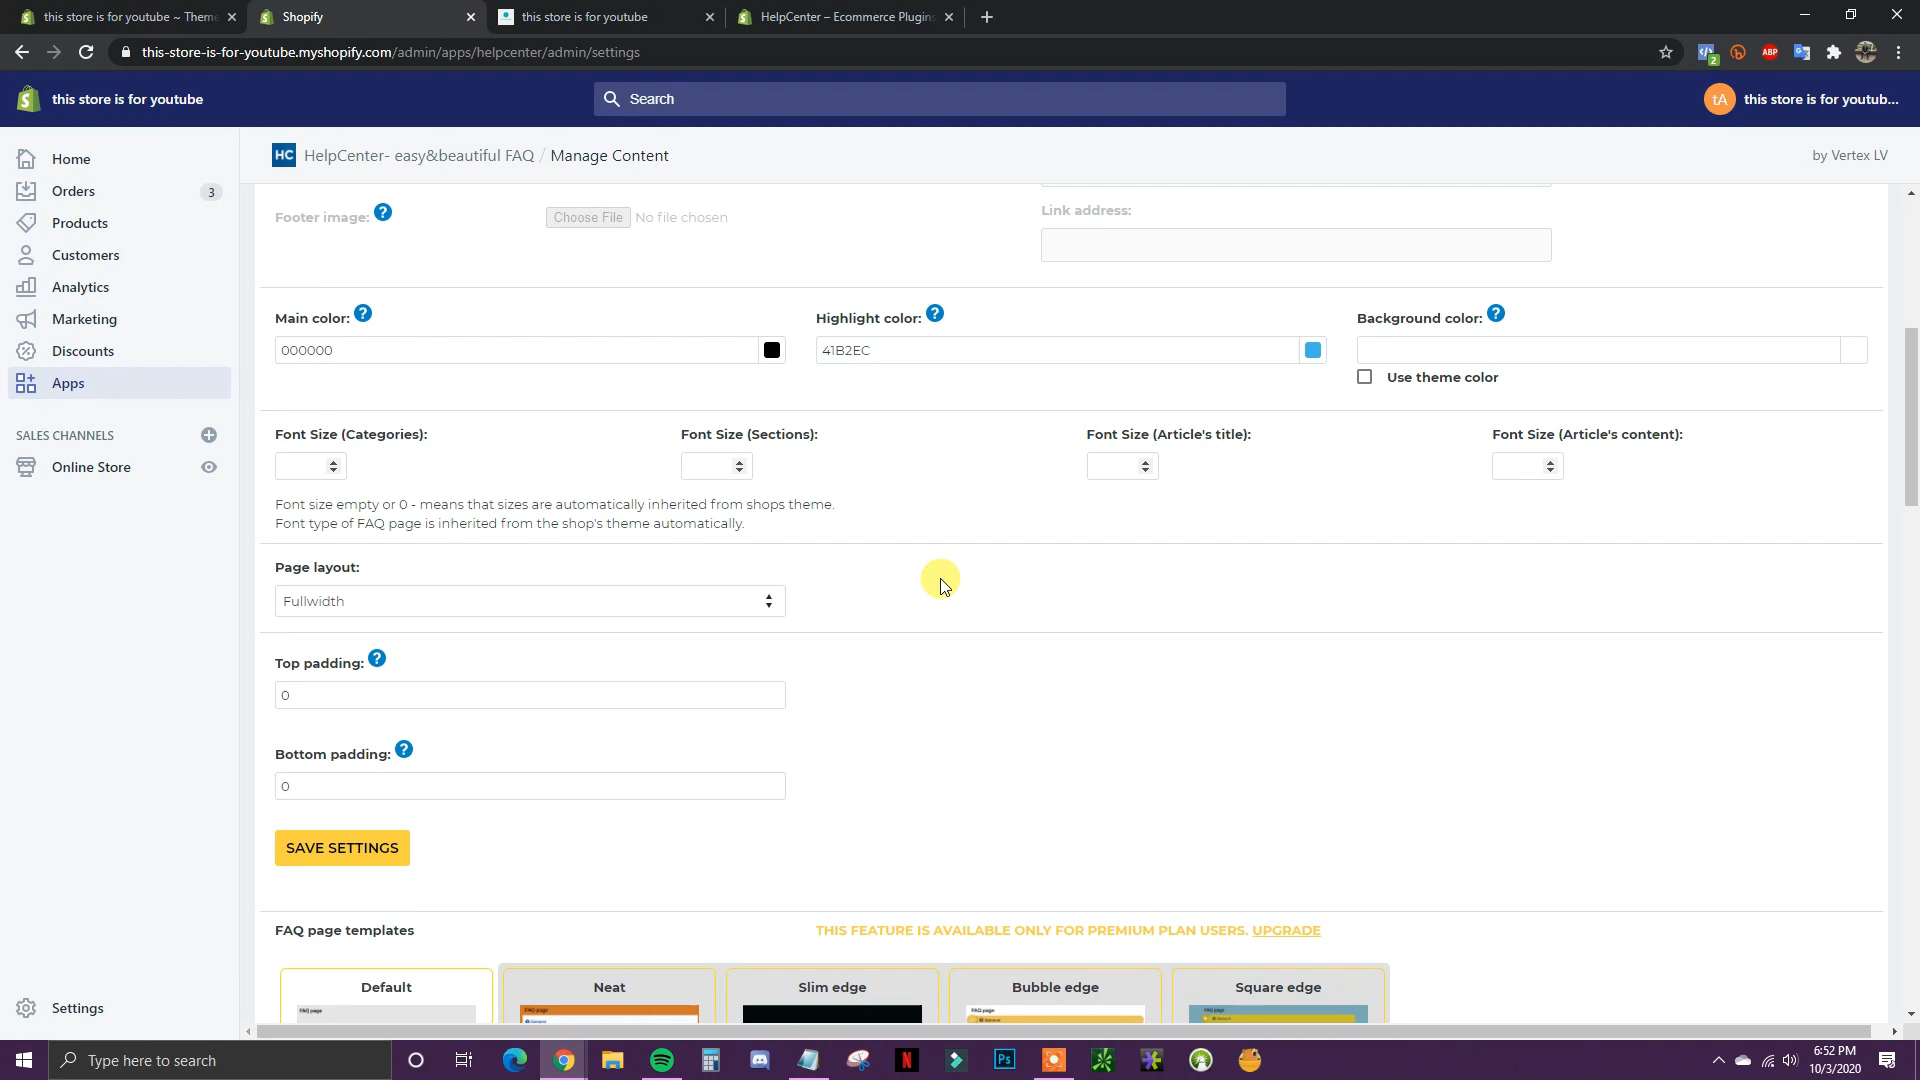 this store is for youtube ~ Theme
Shopify
this store is for youtube
HelpCenter – Ecommerce Plugins
this-store-is-for-youtube.myshopify.com/admin/apps/helpcenter/admin/settings
2
ABP
this store is for youtube
Search
tA
this store is for youtub...
Home
Orders
3
Products
Customers
Analytics
Marketing
Discounts
Apps
SALES CHANNELS
Online Store
Settings
HC
HelpCenter- easy&beautiful FAQ / Manage Content
by Vertex LV
Footer image: ?
Choose File No file chosen
Link address:
Main color: ?
000000
Highlight color: ?
41B2EC
Background color: ?
Use theme color
Font Size (Categories):
Font Size (Sections):
Font Size (Article's title):
Font Size (Article's content):
Font size empty or 0 - means that sizes are automatically inherited from shops theme.
Font type of FAQ page is inherited from the shop's theme automatically.
Page layout:
Fullwidth
Top padding: ?
0
Bottom padding: ?
0
SAVE SETTINGS
FAQ page templates
THIS FEATURE IS AVAILABLE ONLY FOR PREMIUM PLAN USERS. UPGRADE
Default
Neat
Slim edge
Bubble edge
Square edge
FAQ page
FAQ page
General
FAQ page
General
FAQ page
General
Type here to search
N
Ps
6:52 PM
10/3/2020